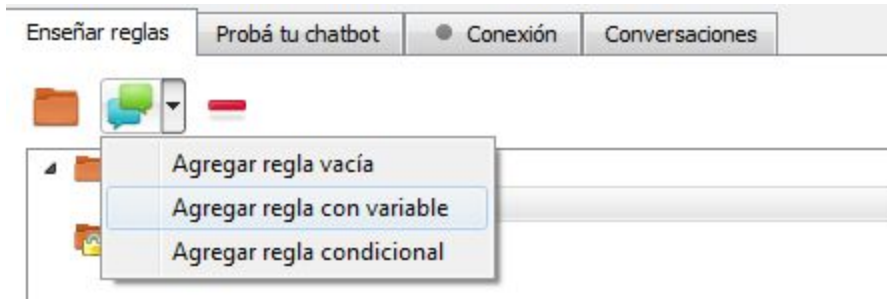 Enseñar reglas Probá tu chatbot Conexión Conversaciones
Agregar regla vacía
Agregar regla con variable
Agregar regla condicional